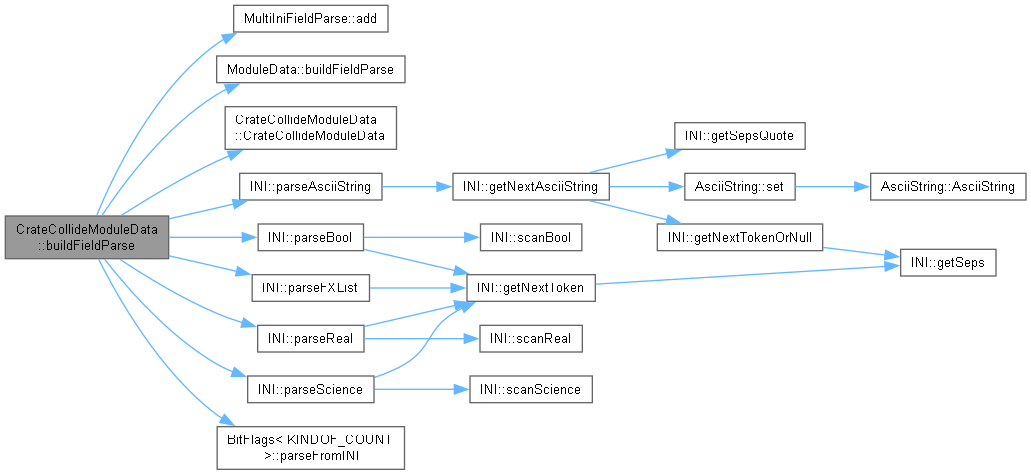 MultiIniFieldParse::add
ModuleData::buildFieldParse
CrateCollideModuleData
::CrateCollideModuleData
INI::getSepsQuote
INI::parseAsciiString
INI::getNextAsciiString
AsciiString::set
AsciiString::AsciiString
CrateCollideModuleData
::buildFieldParse
INI::parseBool
INI::scanBool
INI::getNextTokenOrNull
INI::getSeps
INI::parseFXList
INI::getNextToken
INI::parseReal
INI::scanReal
INI::parseScience
INI::scanScience
BitFlags< KINDOF_COUNT
>::parseFromINI